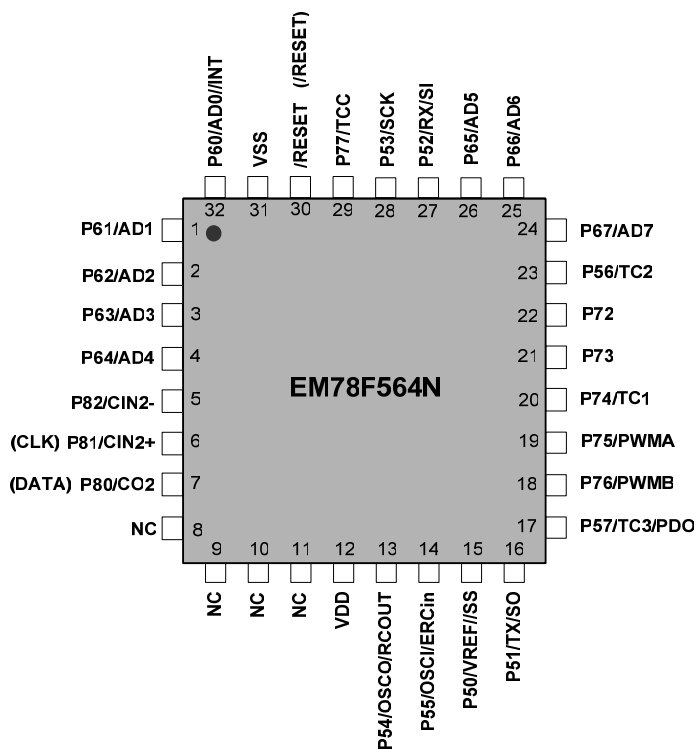 P60/AD0//INT
VSS
/RESET (/RESET)
P77/TCC
P53/SCK
P52/RX/SI
P65/AD5
P66/AD6
32 31 30 29 28 27 26 25
P61/AD1 1 24 P67/AD7
P62/AD2 2 23 P56/TC2
P63/AD3 3 22 P72
P64/AD4 4 21 P73
EM78F564N
P82/CIN2- 5 20 P74/TC1
(CLK) P81/CIN2+ 6 19 P75/PWMA
(DATA) P80/CO2 7 18 P76/PWMB
NC 8 17 P57/TC3/PDO
9 10 11 12 13 14 15 16
NC
NC
NC
VDD
P54/OSCO/RCOUT
P55/OSCI/ERCin
P50/VREF//SS
P51/TX/SO